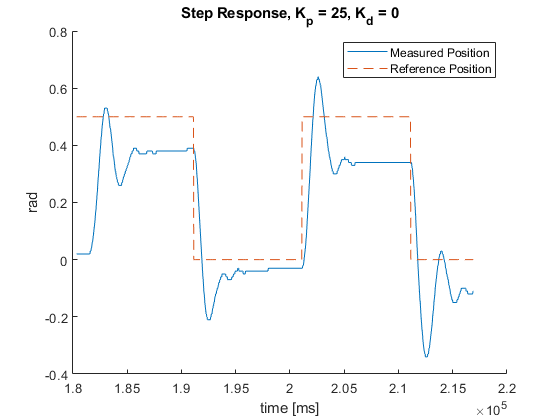 Step Response, Kp = 25, Kd = 0
Measured Position
Reference Position
rad
0.8
0.6
0.4
0.2
0
-0.2
-0.4
1.8 1.85 1.9 1.95 2 2.05 2.1 2.15 2.2
time [ms]
×10^5